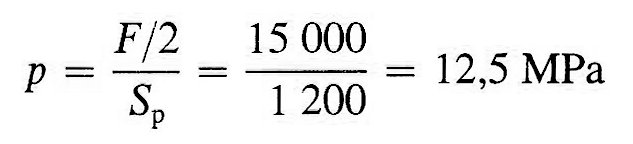 p = F/2 / S_p = 15 000 / 1 200 = 12,5 MPa